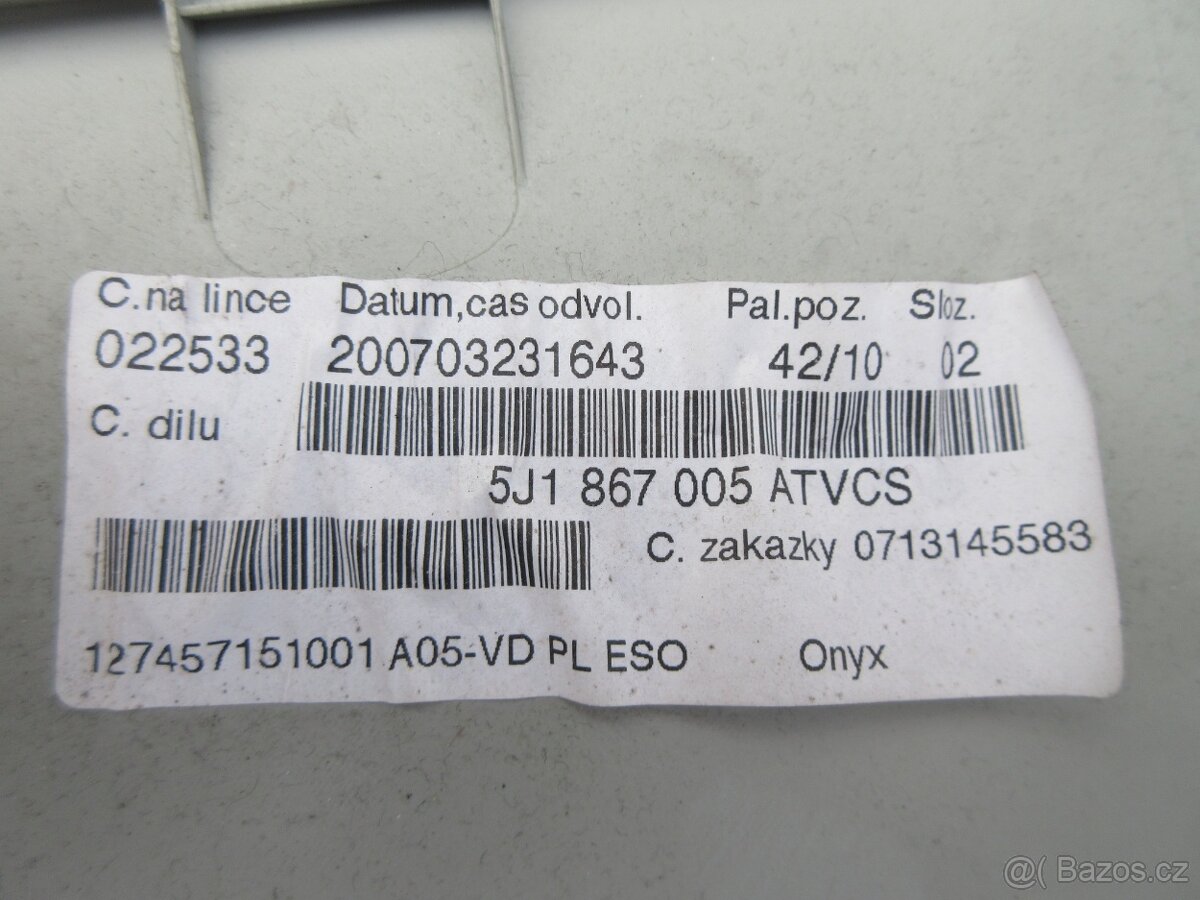 C.na lince Datum,cas odvol. Pal.poz. Sloz.
022533 200703231643 42/10 02
C. dilu
5J1 867 005 ATVCS
C. zakazky 0713145583
127457151001 A05-VD PL ESO Onyx
@( Bazos.cz